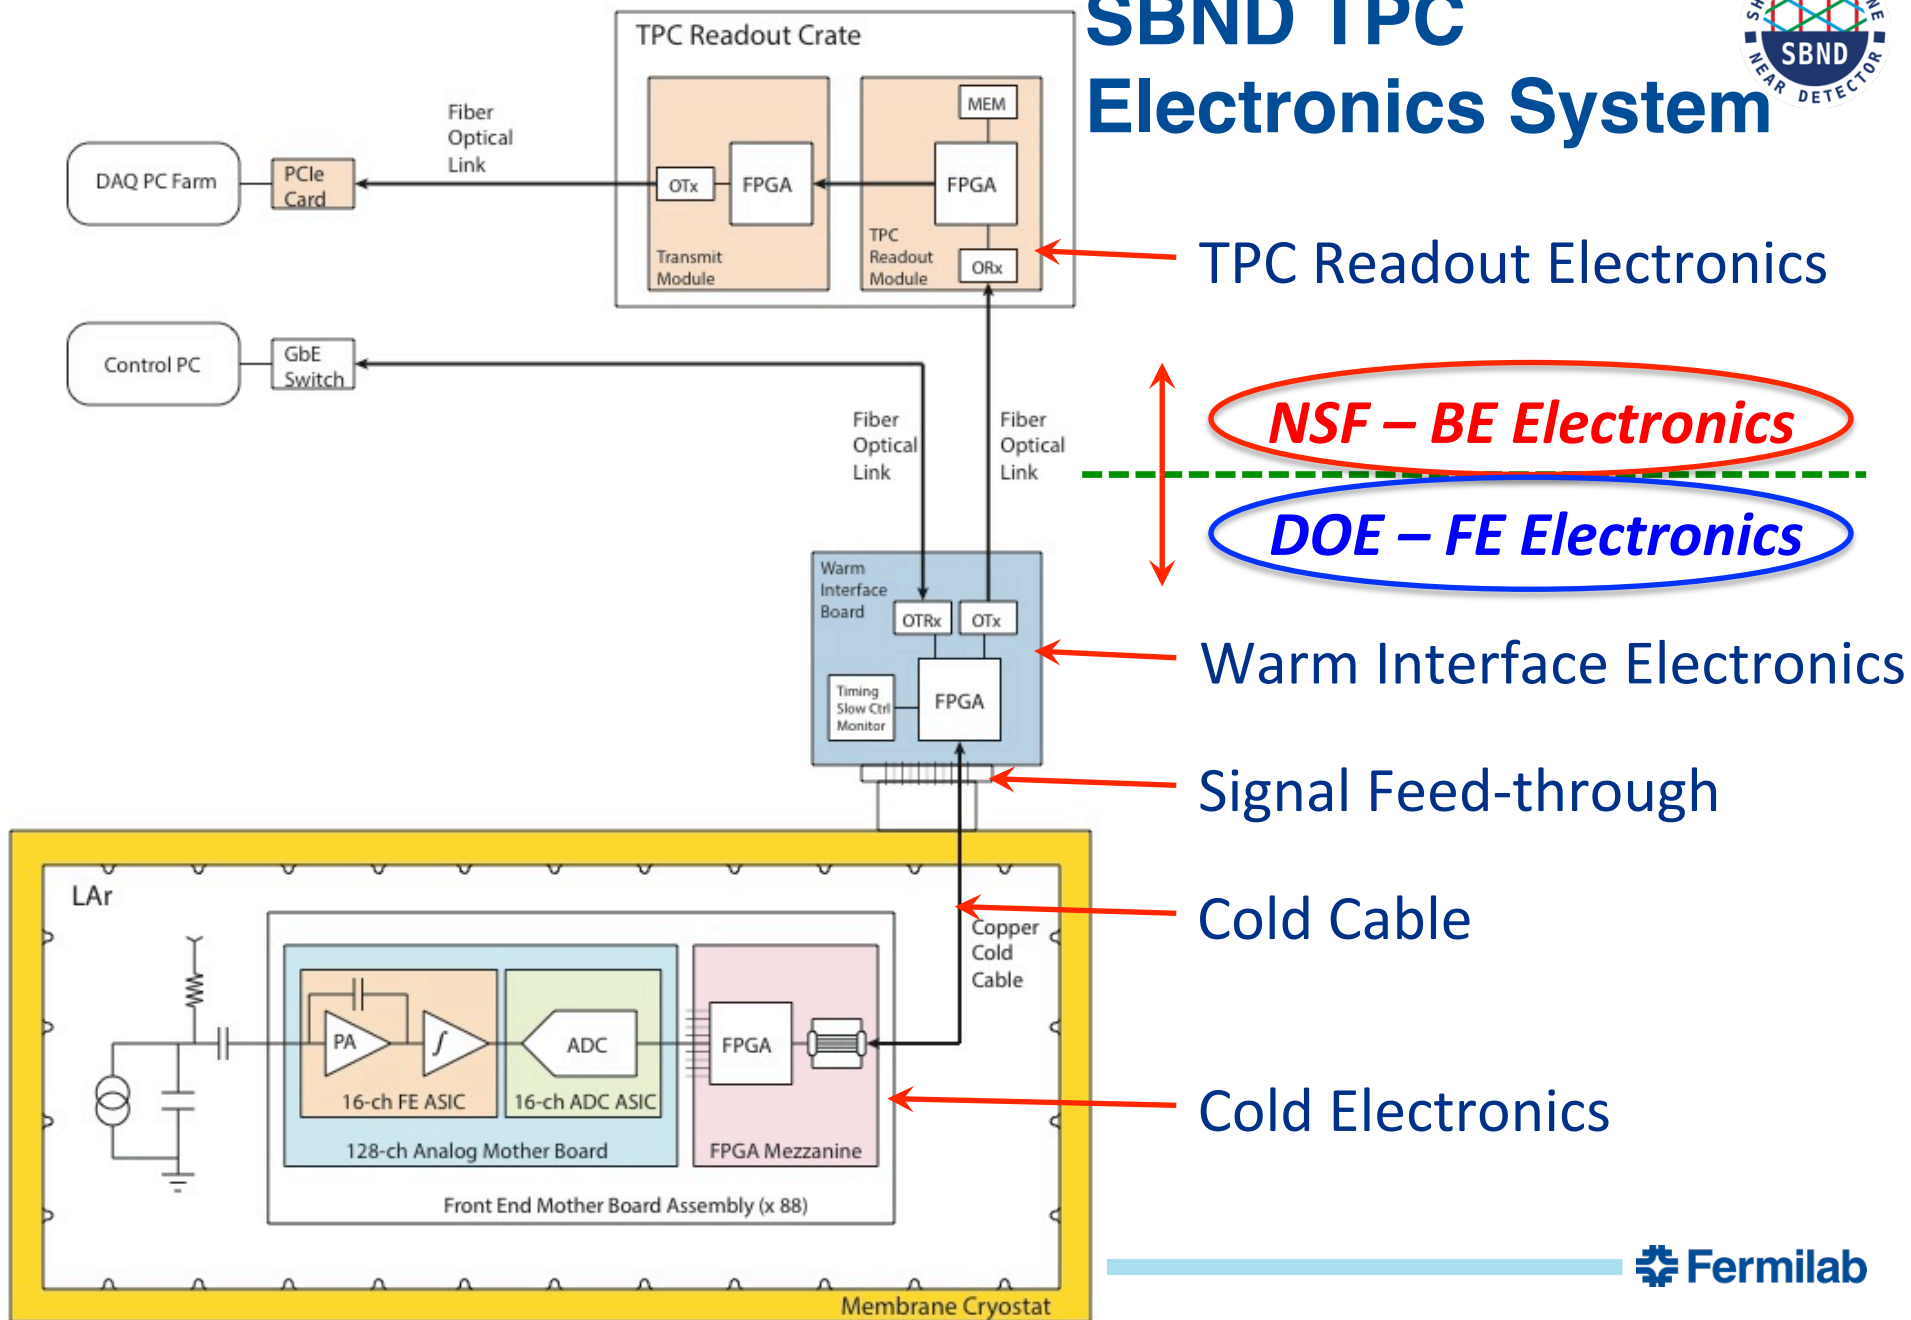 SBND TPC
Electronics System
SBND
NEAR DETECTOR
TPC Readout Crate
MEM
FPGA
ORx
TPC
Readout
Module
FPGA
OTx
Transmit
Module
Fiber
Optical
Link
PCIe
Card
DAQ PC Farm
TPC Readout Electronics
Control PC
GbE
Switch
Fiber
Optical
Link
Fiber
Optical
Link
NSF – BE Electronics
DOE – FE Electronics
Warm
Interface
Board
OTRx
OTx
FPGA
Timing
Slow Ctrl
Monitor
Warm Interface Electronics
Signal Feed-through
LAr
Copper
Cold
Cable
Cold Cable
PA
∫
ADC
FPGA
16-ch FE ASIC
16-ch ADC ASIC
128-ch Analog Mother Board
FPGA Mezzanine
Front End Mother Board Assembly (x 88)
Cold Electronics
Membrane Cryostat
Fermilab